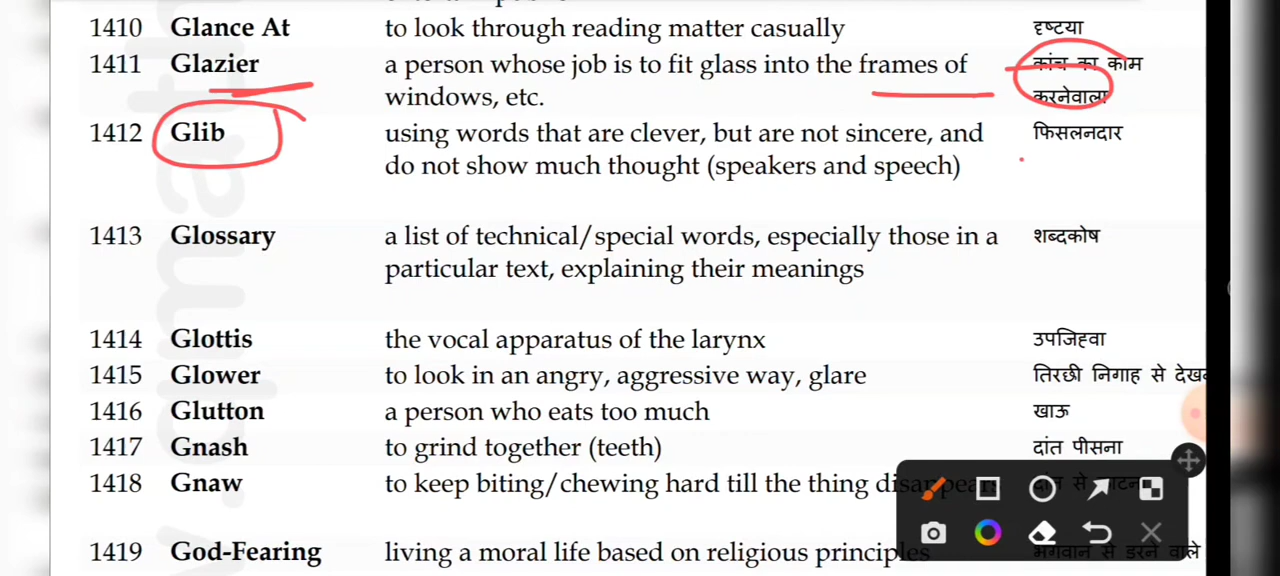 1410 Glance At to look through reading matter casually दृष्टया
1411 Glazier a person whose job is to fit glass into the frames of कांच का काम
windows, etc. करनेवाला
1412 Glib using words that are clever, but are not sincere, and फिसलनदार
do not show much thought (speakers and speech)
1413 Glossary a list of technical/special words, especially those in a शब्दकोष
particular text, explaining their meanings
1414 Glottis the vocal apparatus of the larynx उपजिह्वा
1415 Glower to look in an angry, aggressive way, glare तिरछी निगाह से
1416 Glutton a person who eats too much खाऊ
1417 Gnash to grind together (teeth) दांत पीसना
1418 Gnaw to keep biting/chewing hard till the thing disappears दांत से काटना
1419 God-Fearing living a moral life based on religious principles भगवान से डरने वाले